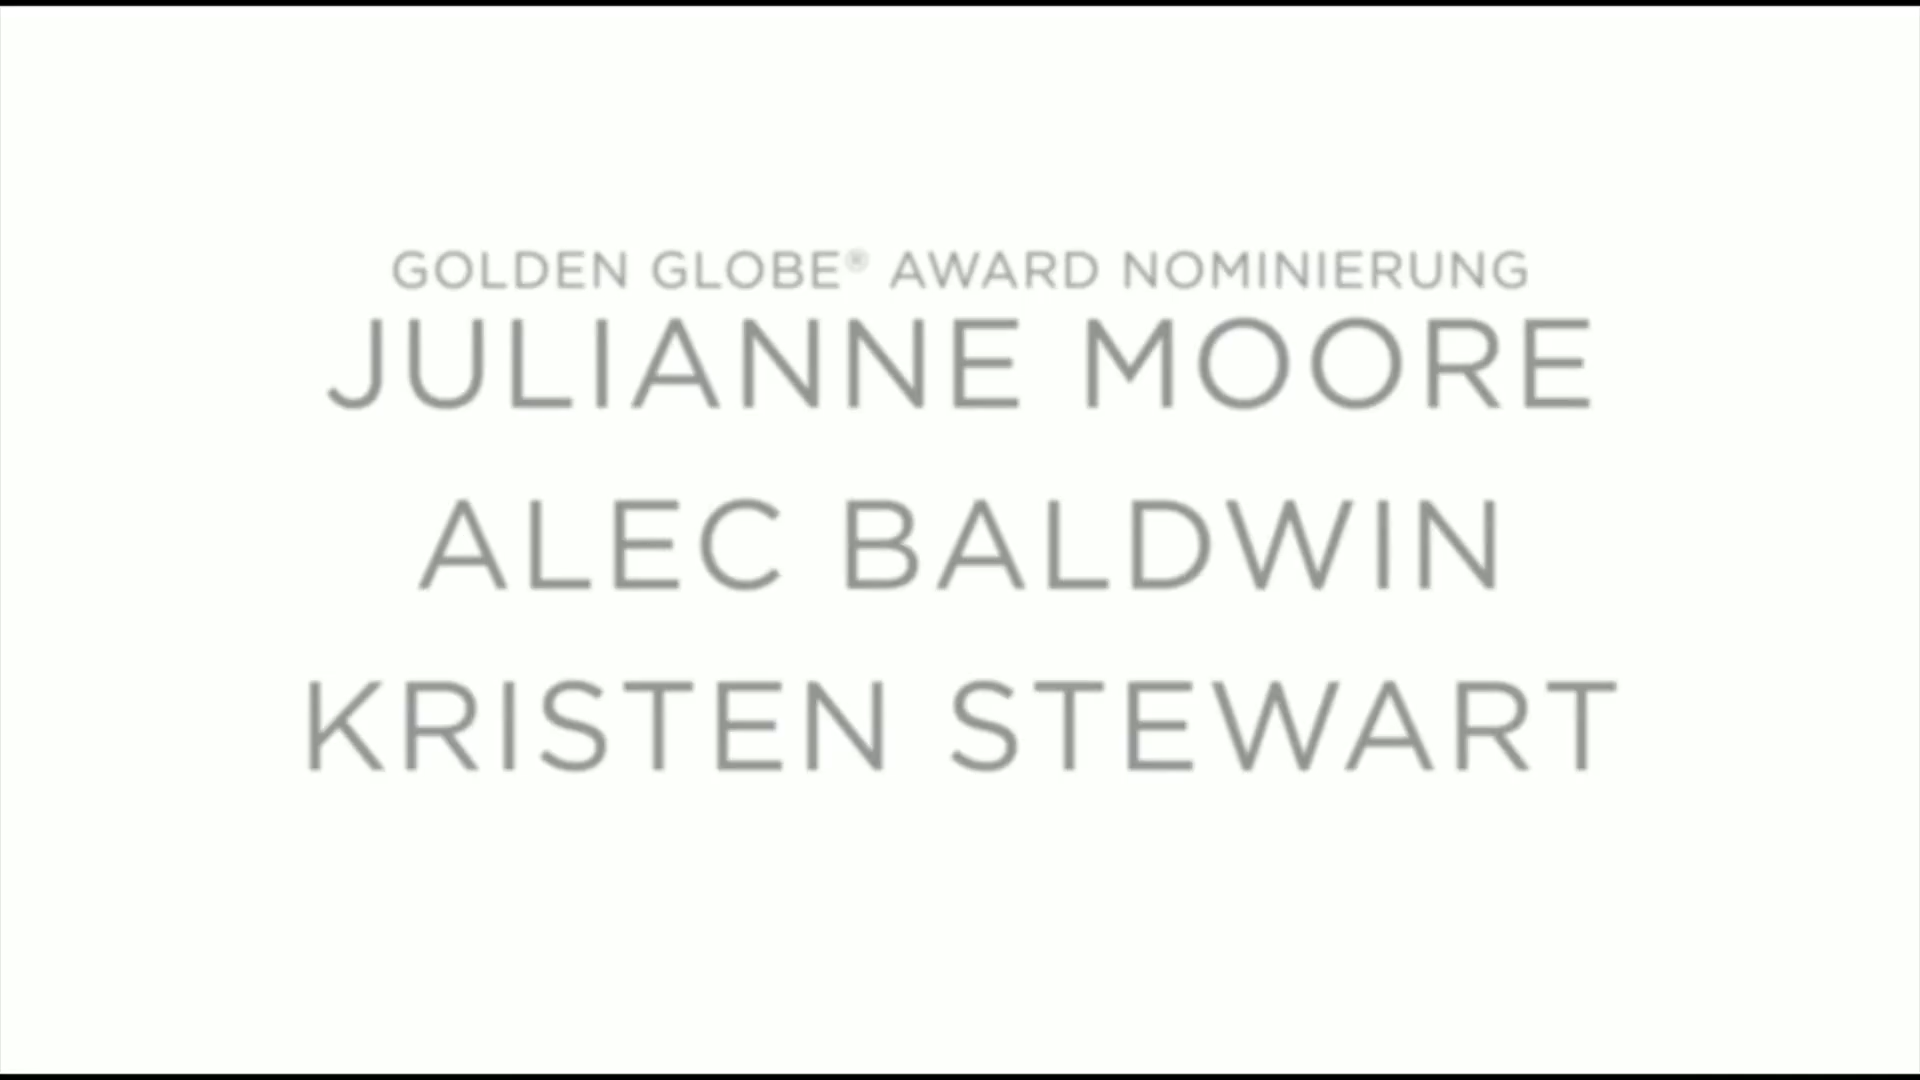 GOLDEN GLOBE® AWARD NOMINIERUNG
JULIANNE MOORE
ALEC BALDWIN
KRISTEN STEWART